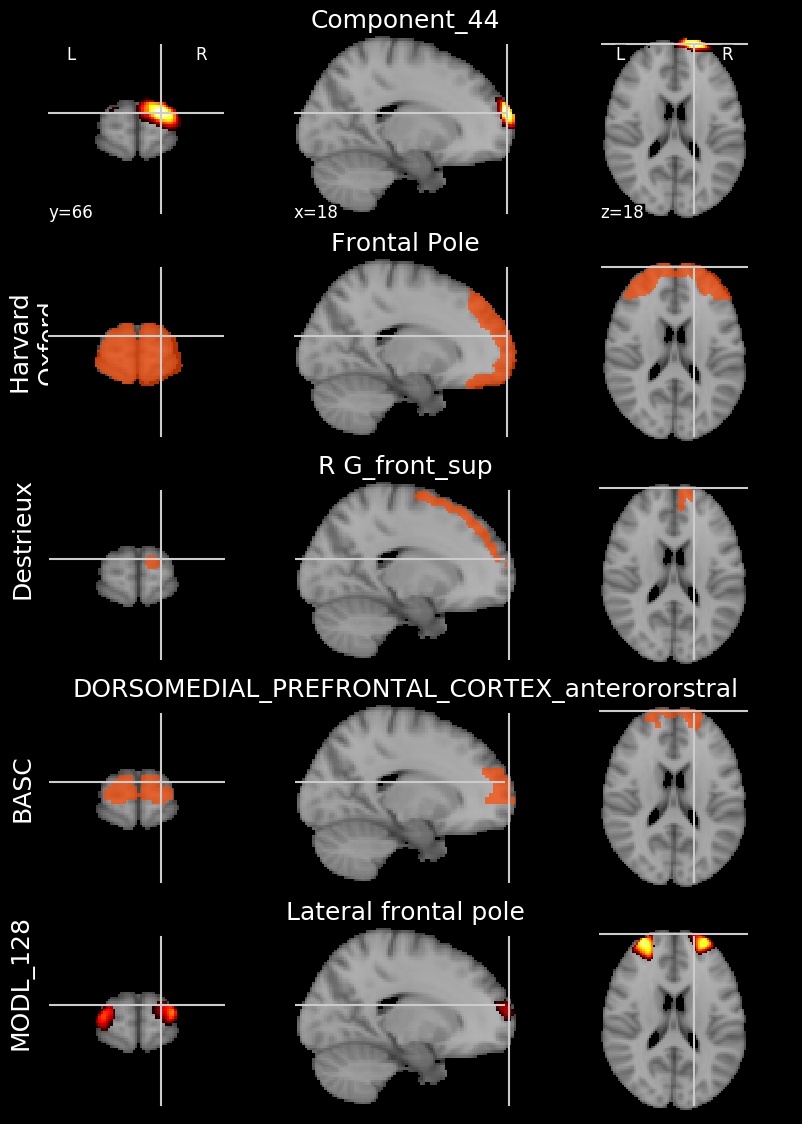 Component_44
L
R
L
R
y=66
x=18
z=18
Frontal Pole
Harvard
Oxford
R G_front_sup
Destrieux
DORSOMEDIAL_PREFRONTAL_CORTEX_anterororstral
BASC
Lateral frontal pole
MODL_128